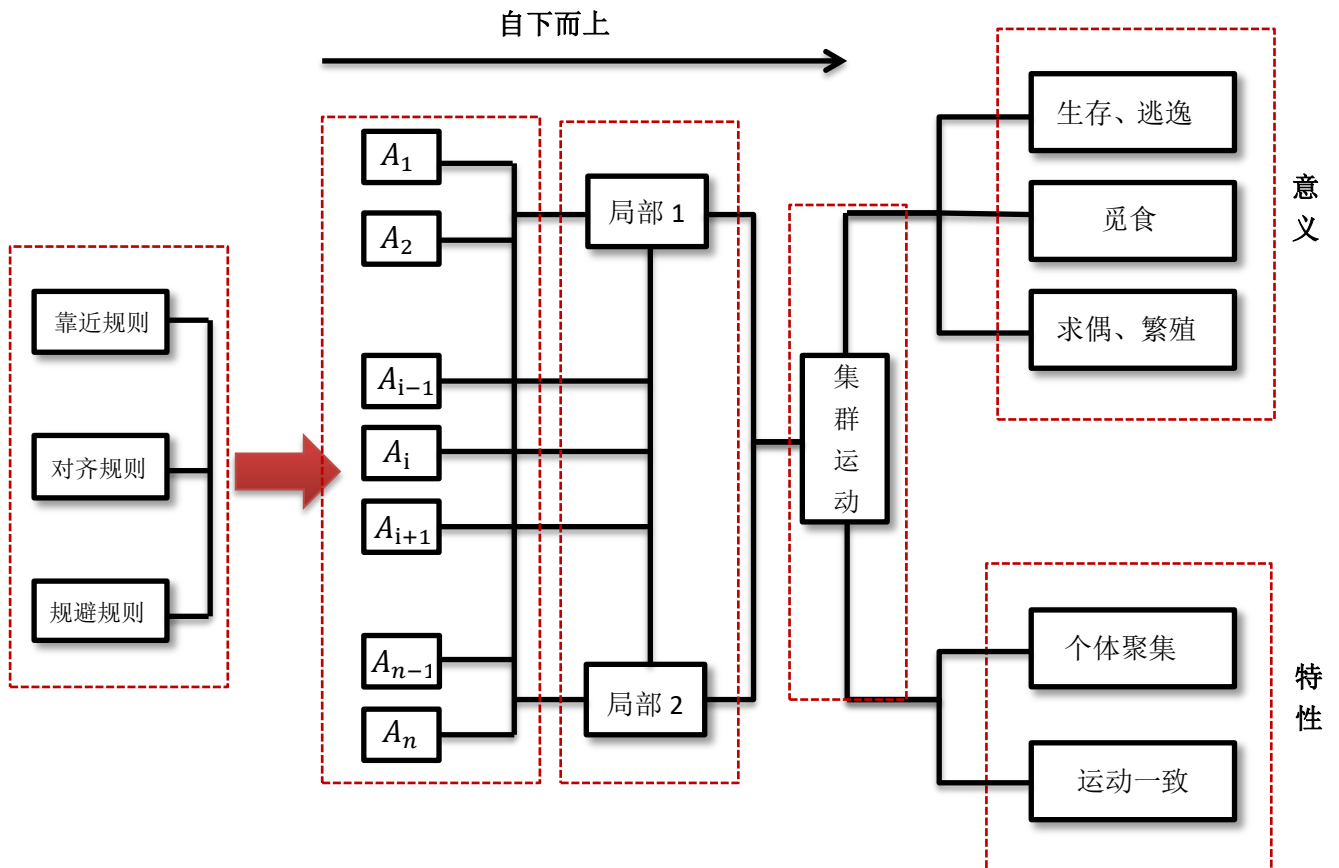 自下而上
靠近规则
对齐规则
规避规则
A₁
A₂
Aᵢ₋₁
Aᵢ
Aᵢ₊₁
Aₙ₋₁
Aₙ
局部 1
局部 2
集
群
运
动
生存、逃逸
觅食
求偶、繁殖
意
义
个体聚集
运动一致
特
性